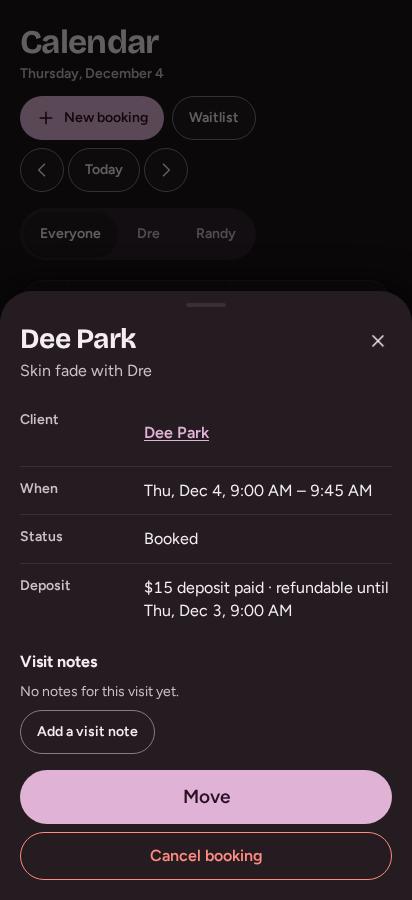 Calendar
Thursday, December 4
New booking
Waitlist
Today
Everyone
Dre
Randy
Dee Park
Skin fade with Dre
Client
Dee Park
When
Thu, Dec 4, 9:00 AM – 9:45 AM
Status
Booked
Deposit
$15 deposit paid · refundable until
Thu, Dec 3, 9:00 AM
Visit notes
No notes for this visit yet.
Add a visit note
Move
Cancel booking